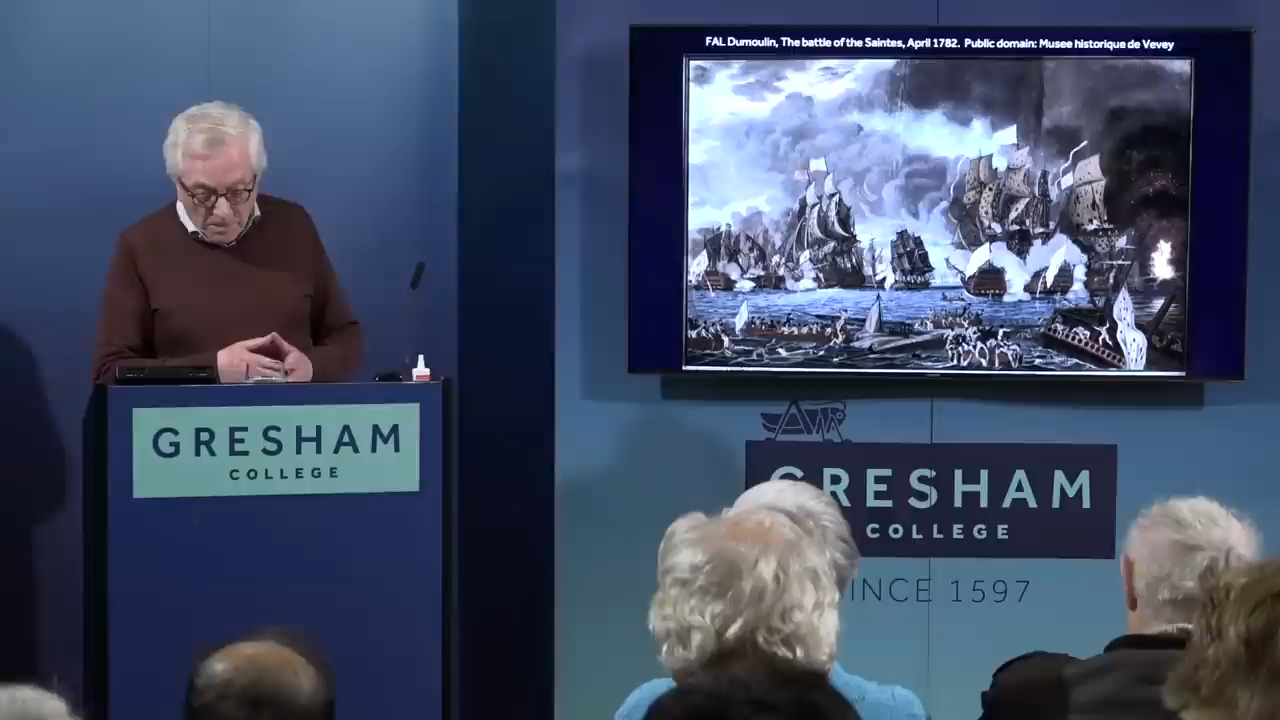 FAL Dumoulin, The battle of the Saintes, April 1782. Public domain: Musee historique de Vevey
GRESHAM
COLLEGE
GRESHAM
COLLEGE
INCE 1597